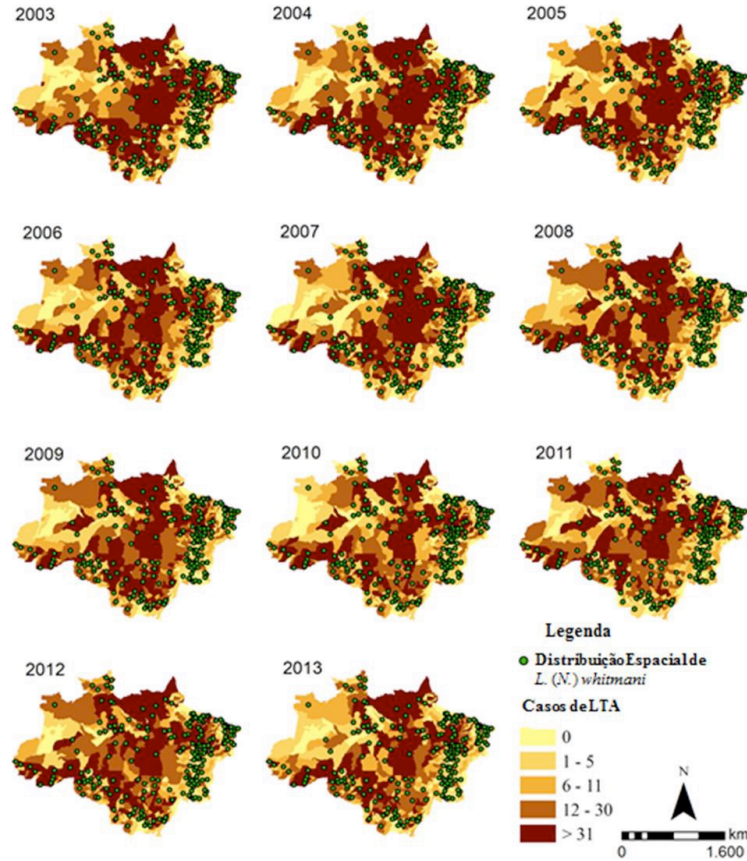 2003
2004
2005
2006
2007
2008
2009
2010
2011
2012
2013
Legenda
Distribuição Espacial de
L. (N.) whitmani
Casos de LTA
0
1 - 5
6 - 11
12 - 30
> 31
N
km
0 1.600